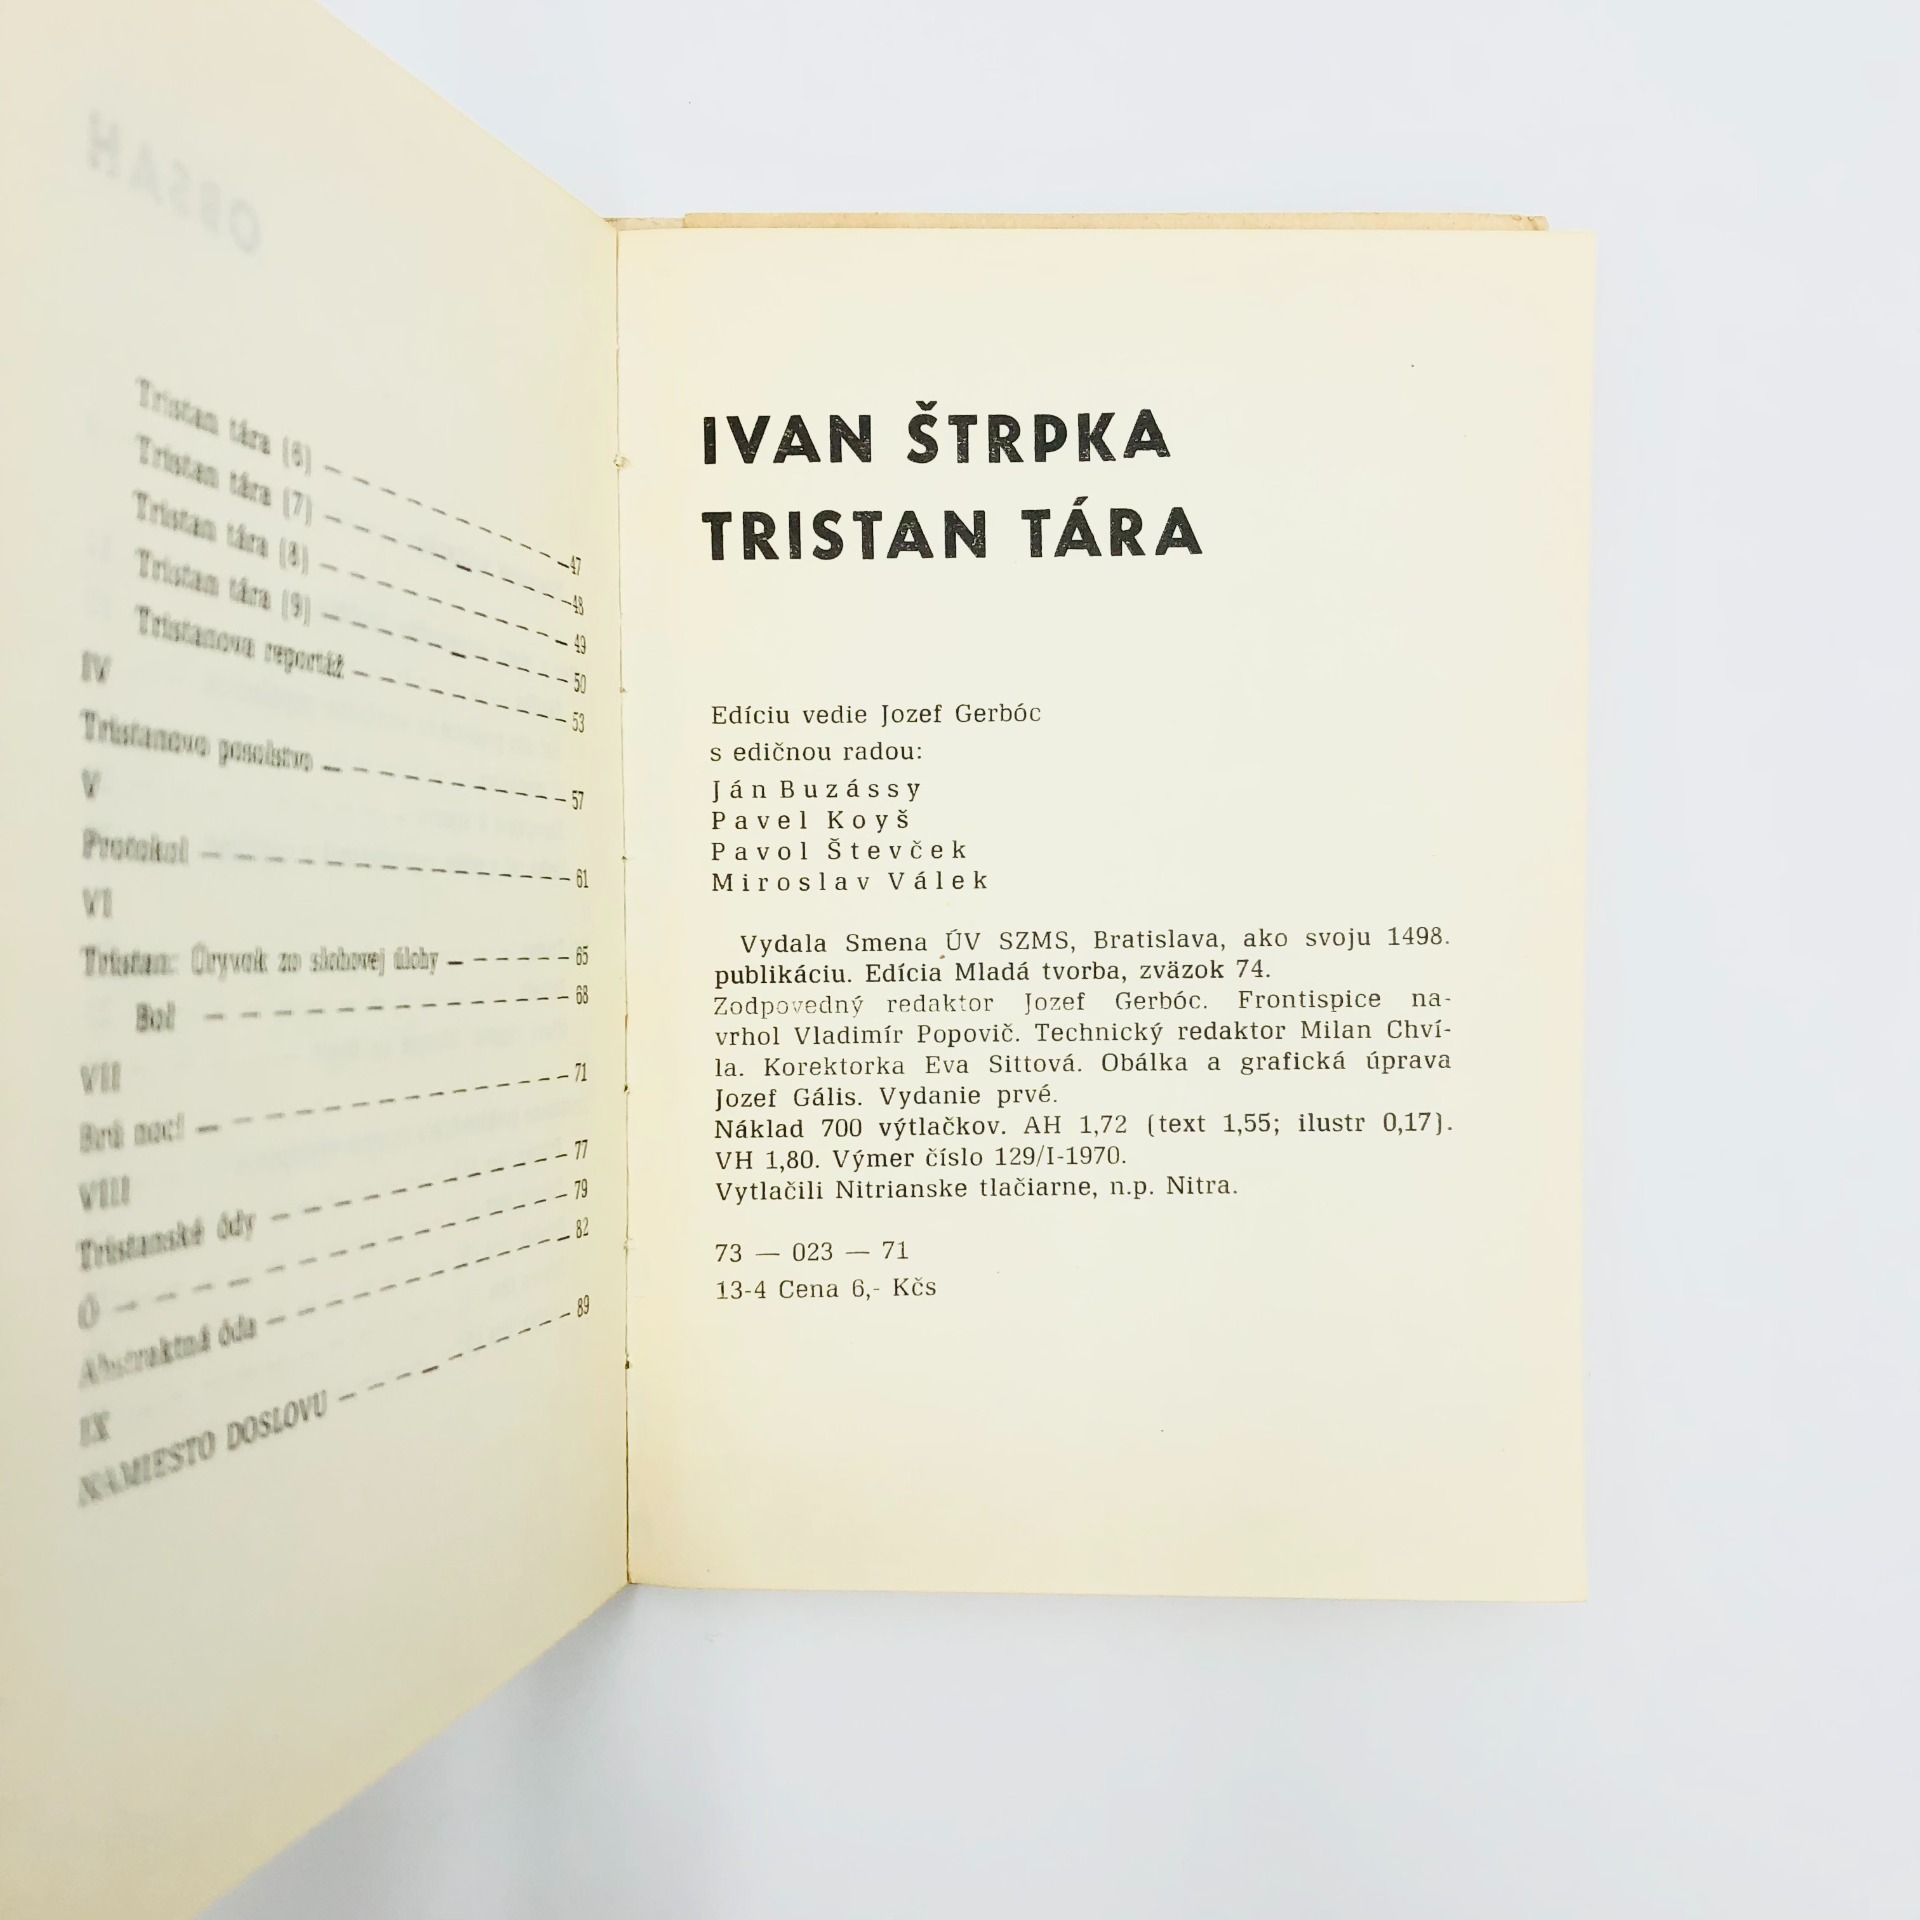 OBSAH
Tristan tára (6) 47
Tristan tára (7) 48
Tristan tára (8) 49
Tristan tára (9) 50
Tristanova reportáž 53
IV
Tristanovo posolstvo 57
V
Protokol 61
VI
Tristan: Úryvok zo slohovej úlohy 65
Bol 68
VII
noci 71
VIII
Tristanské ódy 77
Ó 79
Abstraktná óda 82
IX
NAMIESTO DOSLOVU 89
IVAN ŠTRPKA
TRISTAN TÁRA
Edíciu vedie Jozef Gerbóc
s edičnou radou:
Ján Buzássy
Pavel Koyš
Pavol Števček
Miroslav Válek
Vydala Smena ÚV SZMS, Bratislava, ako svoju 1498.
publikáciu. Edícia Mladá tvorba, zväzok 74.
Zodpovedný redaktor Jozef Gerbóc. Frontispice na-
vrhol Vladimír Popovič. Technický redaktor Milan Chví-
la. Korektorka Eva Sittová. Obálka a grafická úprava
Jozef Gális. Vydanie prvé.
Náklad 700 výtlačkov. AH 1,72 (text 1,55; ilustr 0,17).
VH 1,80. Výmer číslo 129/I-1970.
Vytlačili Nitrianske tlačiarne, n.p. Nitra.
73 — 023 — 71
13-4 Cena 6,- Kčs